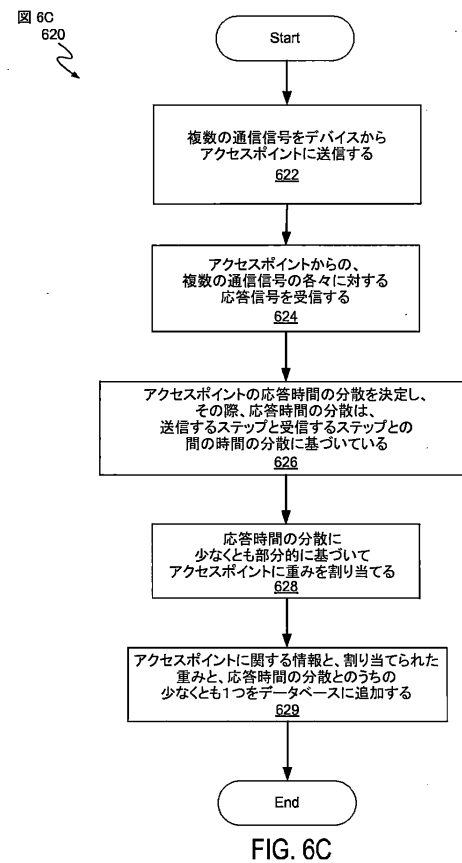 図 6C
620
Start
複数の通信信号をデバイスから
アクセスポイントに送信する
622
アクセスポイントからの、
複数の通信信号の各々に対する
応答信号を受信する
624
アクセスポイントの応答時間の分散を決定し、
その際、応答時間の分散は、
送信するステップと受信するステップとの
間の時間の分散に基づいている
626
応答時間の分散に
少なくとも部分的に基づいて
アクセスポイントに重みを割り当てる
628
アクセスポイントに関する情報と、割り当てられた
重みと、応答時間の分散とのうちの
少なくとも1つをデータベースに追加する
629
End
FIG. 6C